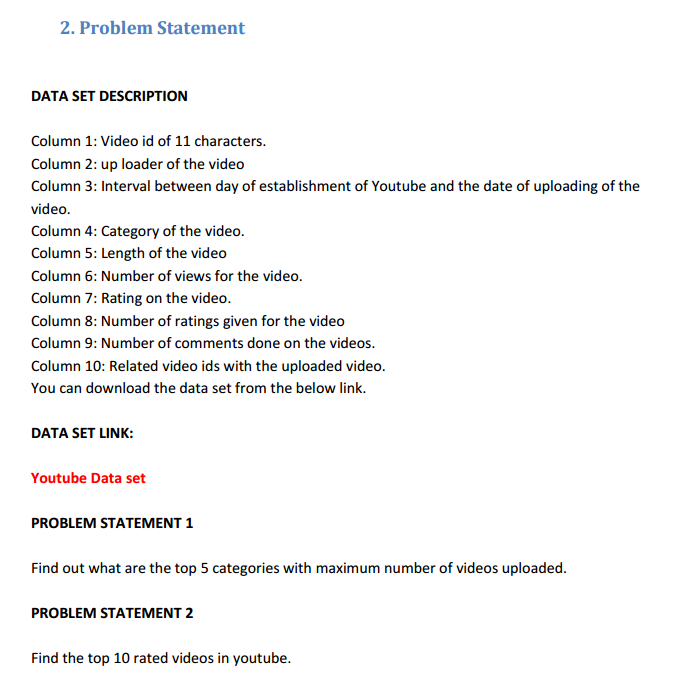 2. Problem Statement
DATA SET DESCRIPTION
Column 1: Video id of 11 characters.
Column 2: up loader of the video
Column 3: Interval between day of establishment of Youtube and the date of uploading of the
video.
Column 4: Category of the video.
Column 5: Length of the video
Column 6: Number of views for the video.
Column 7: Rating on the video.
Column 8: Number of ratings given for the video
Column 9: Number of comments done on the videos.
Column 10: Related video ids with the uploaded video.
You can download the data set from the below link.
DATA SET LINK:
Youtube Data set
PROBLEM STATEMENT 1
Find out what are the top 5 categories with maximum number of videos uploaded.
PROBLEM STATEMENT 2
Find the top 10 rated videos in youtube.